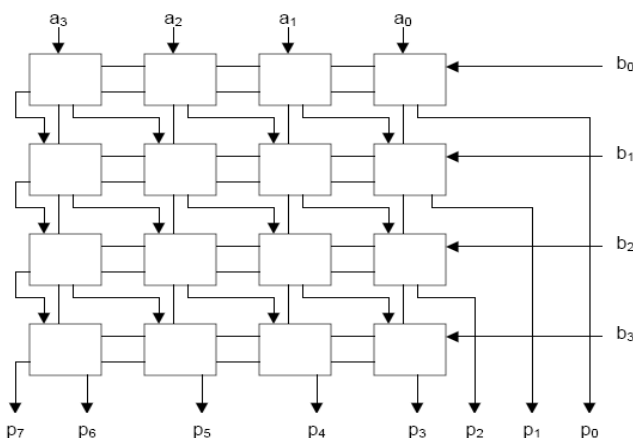 a₃ a₂ a₁ a₀
b₀
b₁
b₂
b₃
p₇ p₆ p₅ p₄ p₃ p₂ p₁ p₀